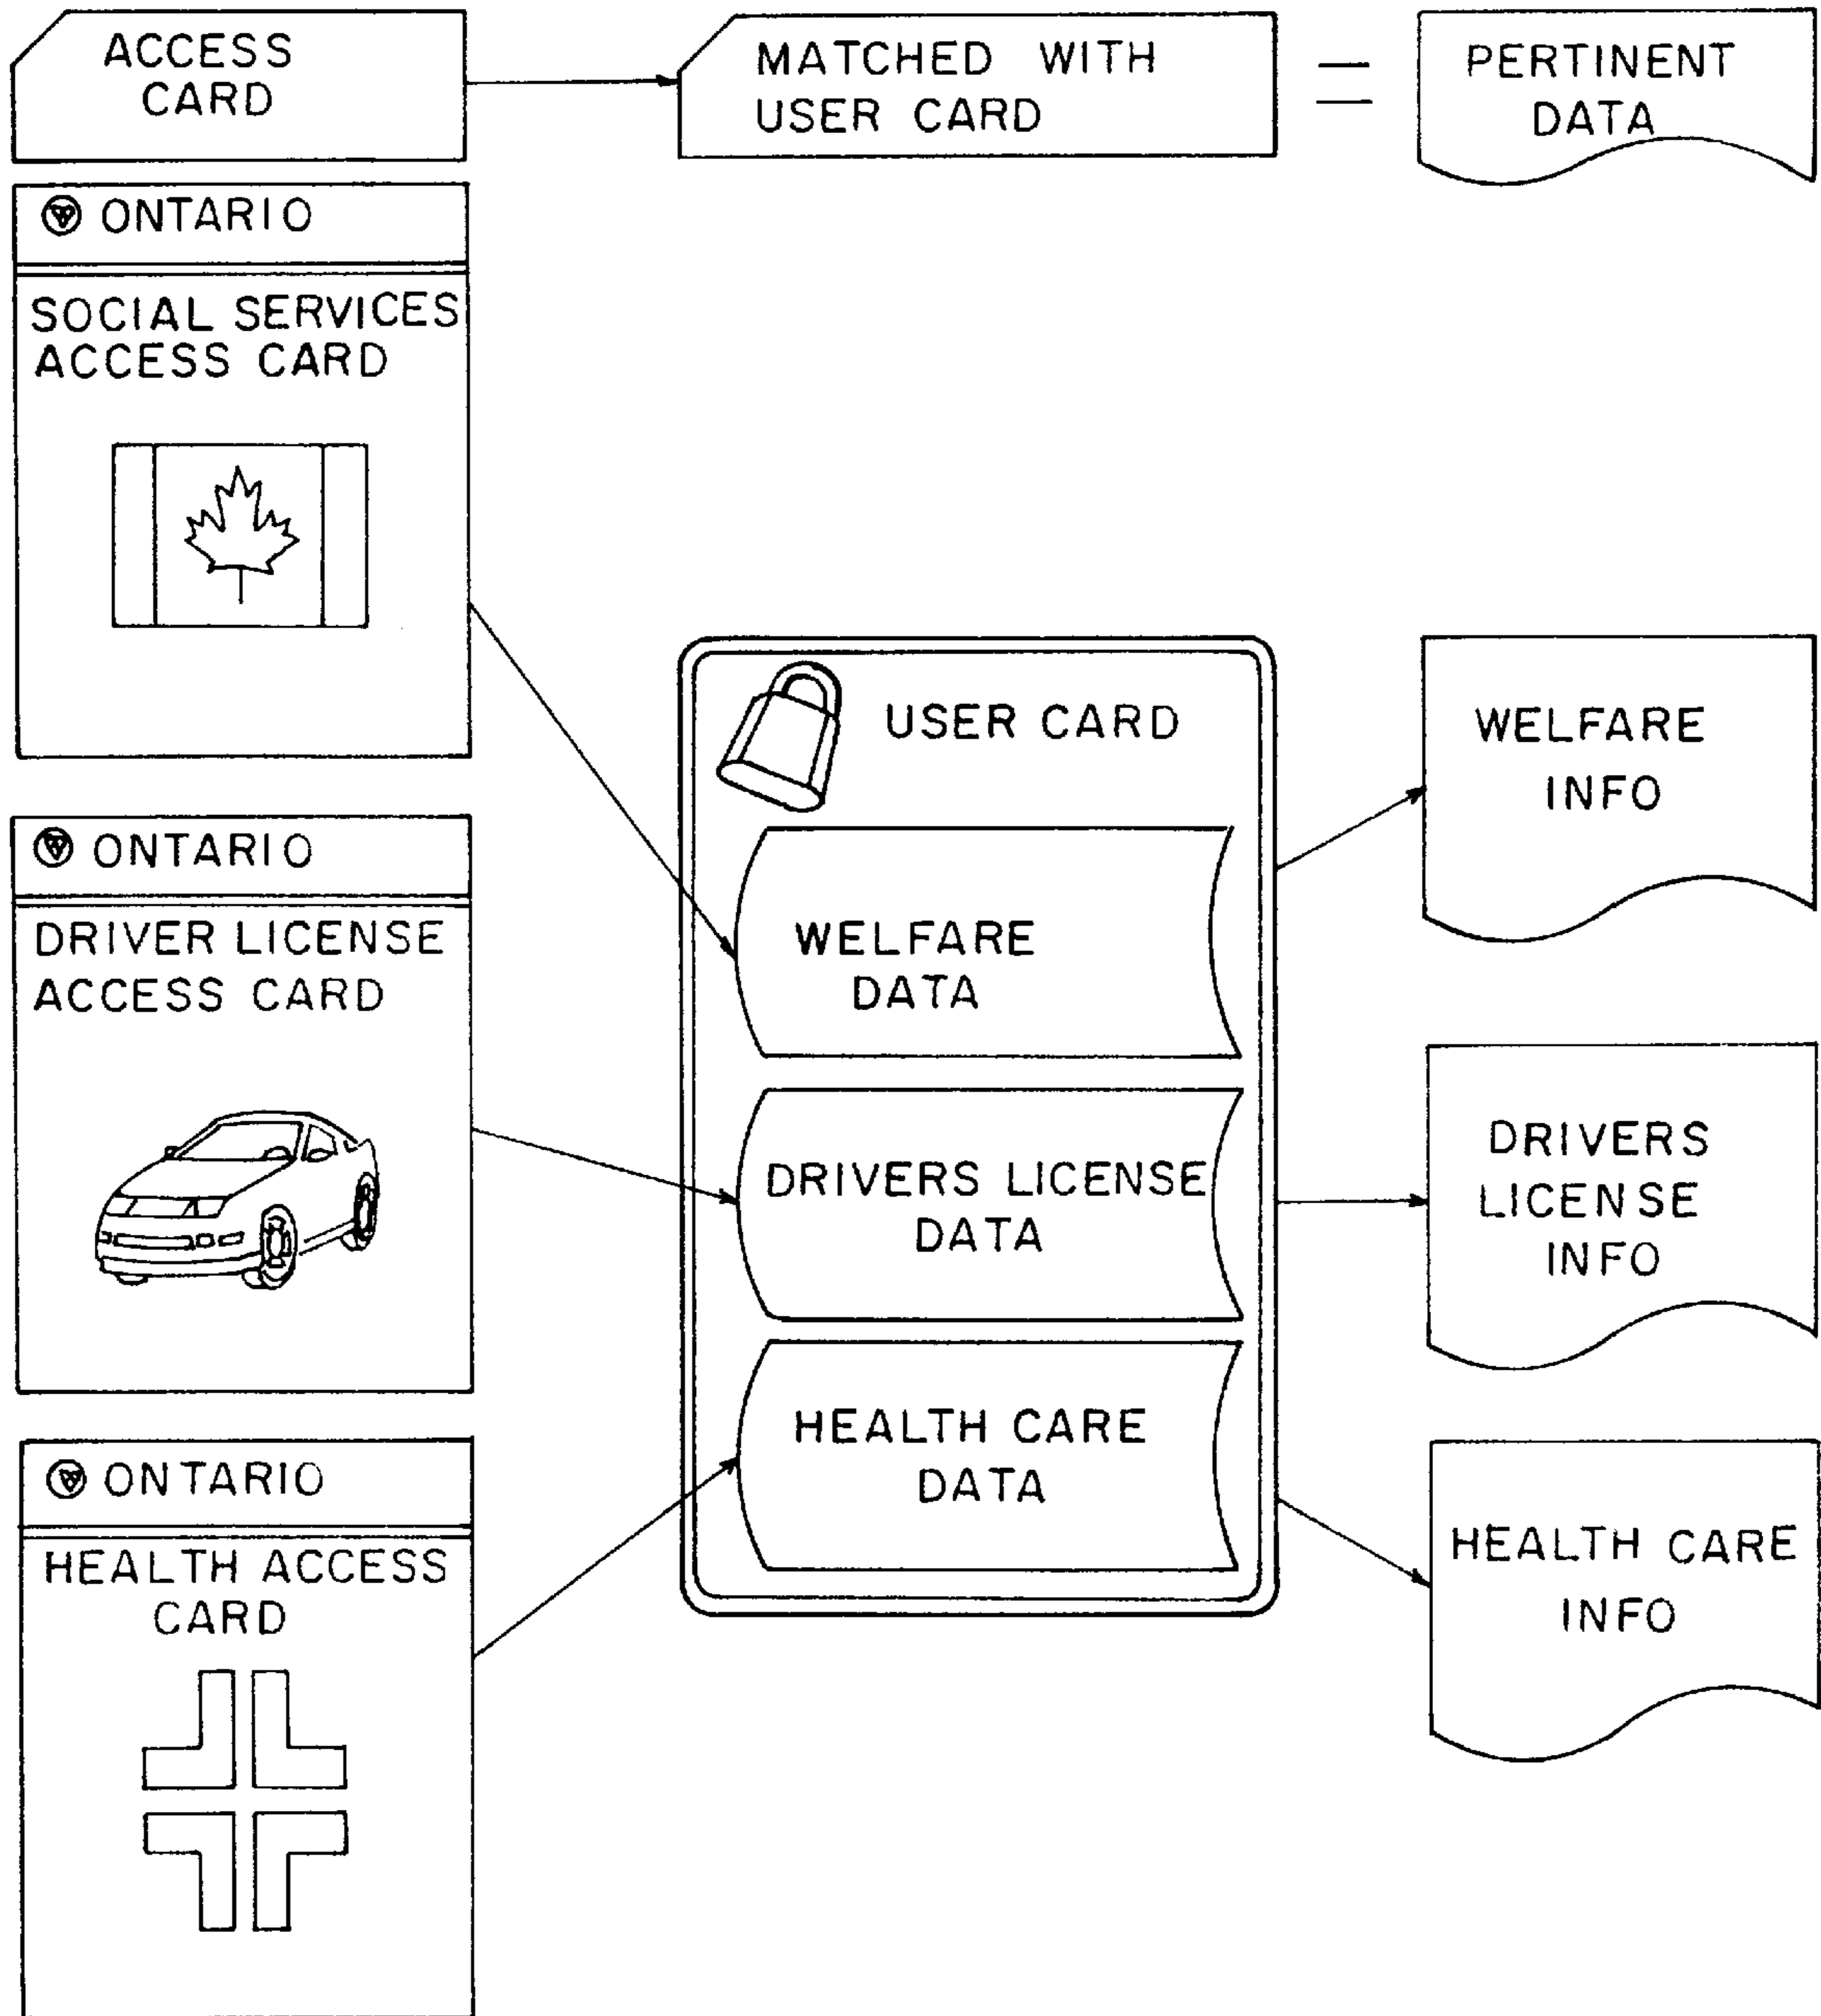 ACCESS
CARD
MATCHED WITH
USER CARD
=
PERTINENT
DATA
ONTARIO
SOCIAL SERVICES
ACCESS CARD
ONTARIO
DRIVER LICENSE
ACCESS CARD
ONTARIO
HEALTH ACCESS
CARD
USER CARD
WELFARE
DATA
DRIVERS LICENSE
DATA
HEALTH CARE
DATA
WELFARE
INFO
DRIVERS
LICENSE
INFO
HEALTH CARE
INFO